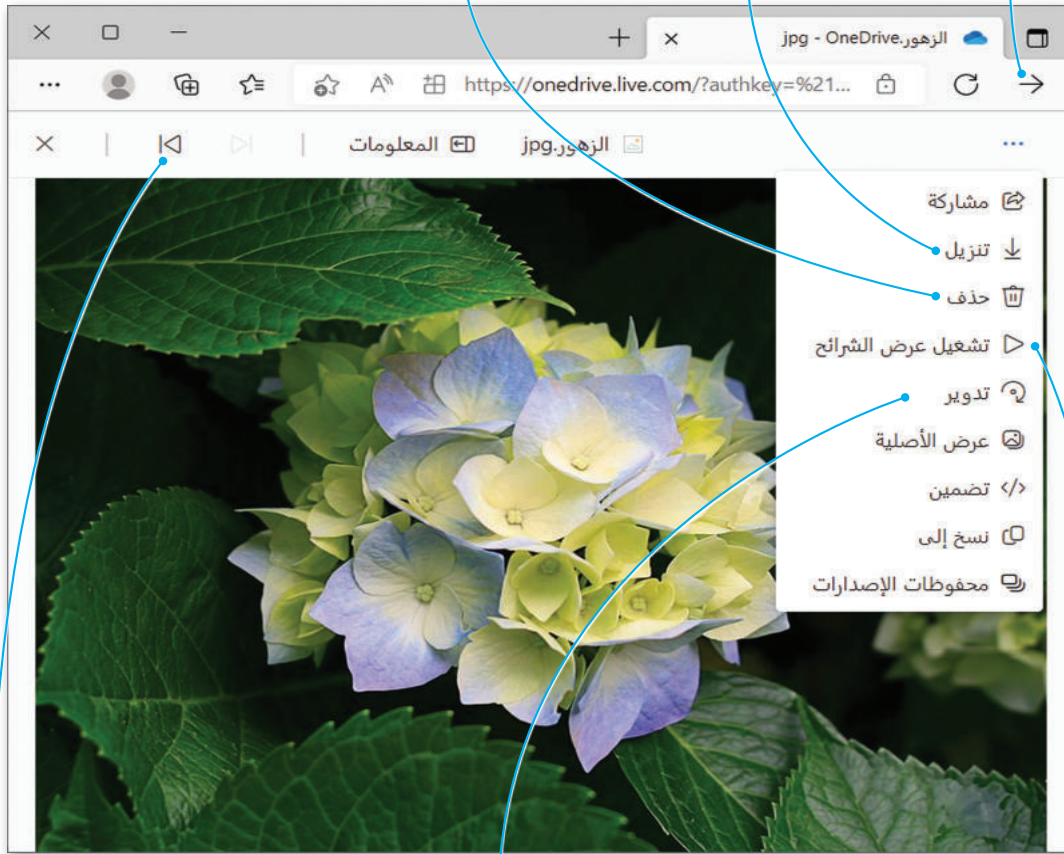 الزهور.jpg - OneDrive
https://onedrive.live.com/?authkey=%21...
الزهور.jpg
المعلومات
مشاركة
تنزيل
حذف
تشغيل عرض الشرائح
تدوير
عرض الأصلية
تضمين
نسخ إلى
محفوظات الإصدارات